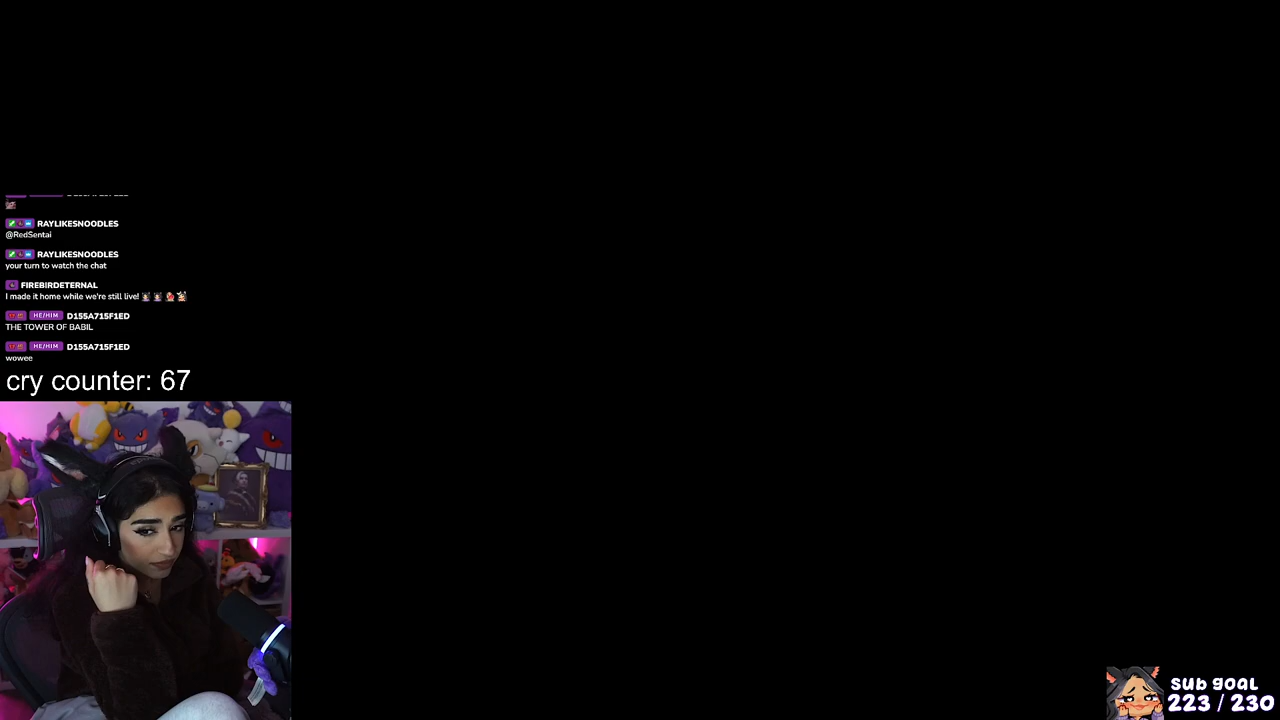 RAYLIKESNOODLES
@RedSentai
RAYLIKESNOODLES
your turn to watch the chat
FIREBIRDETERNAL
I made it home while we're still live!
HE/HIM D155A715F1ED
THE TOWER OF BABIL
HE/HIM D155A715F1ED
wowee
cry counter: 67
sub goal
223 / 230